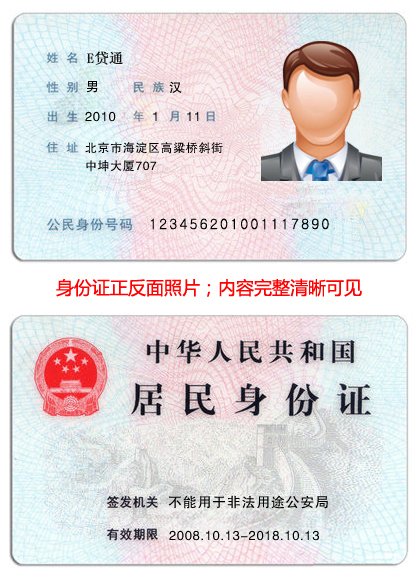 姓名 E贷通
性别 男 民族 汉
出生 2010 年 1 月 11 日
住址 北京市海淀区高粱桥斜街
中坤大厦707
公民身份号码 123456201001117890
身份证正反面照片；内容完整清晰可见
中华人民共和国
居民身份证
签发机关 不能用于非法用途公安局
有效期限 2008.10.13-2018.10.13